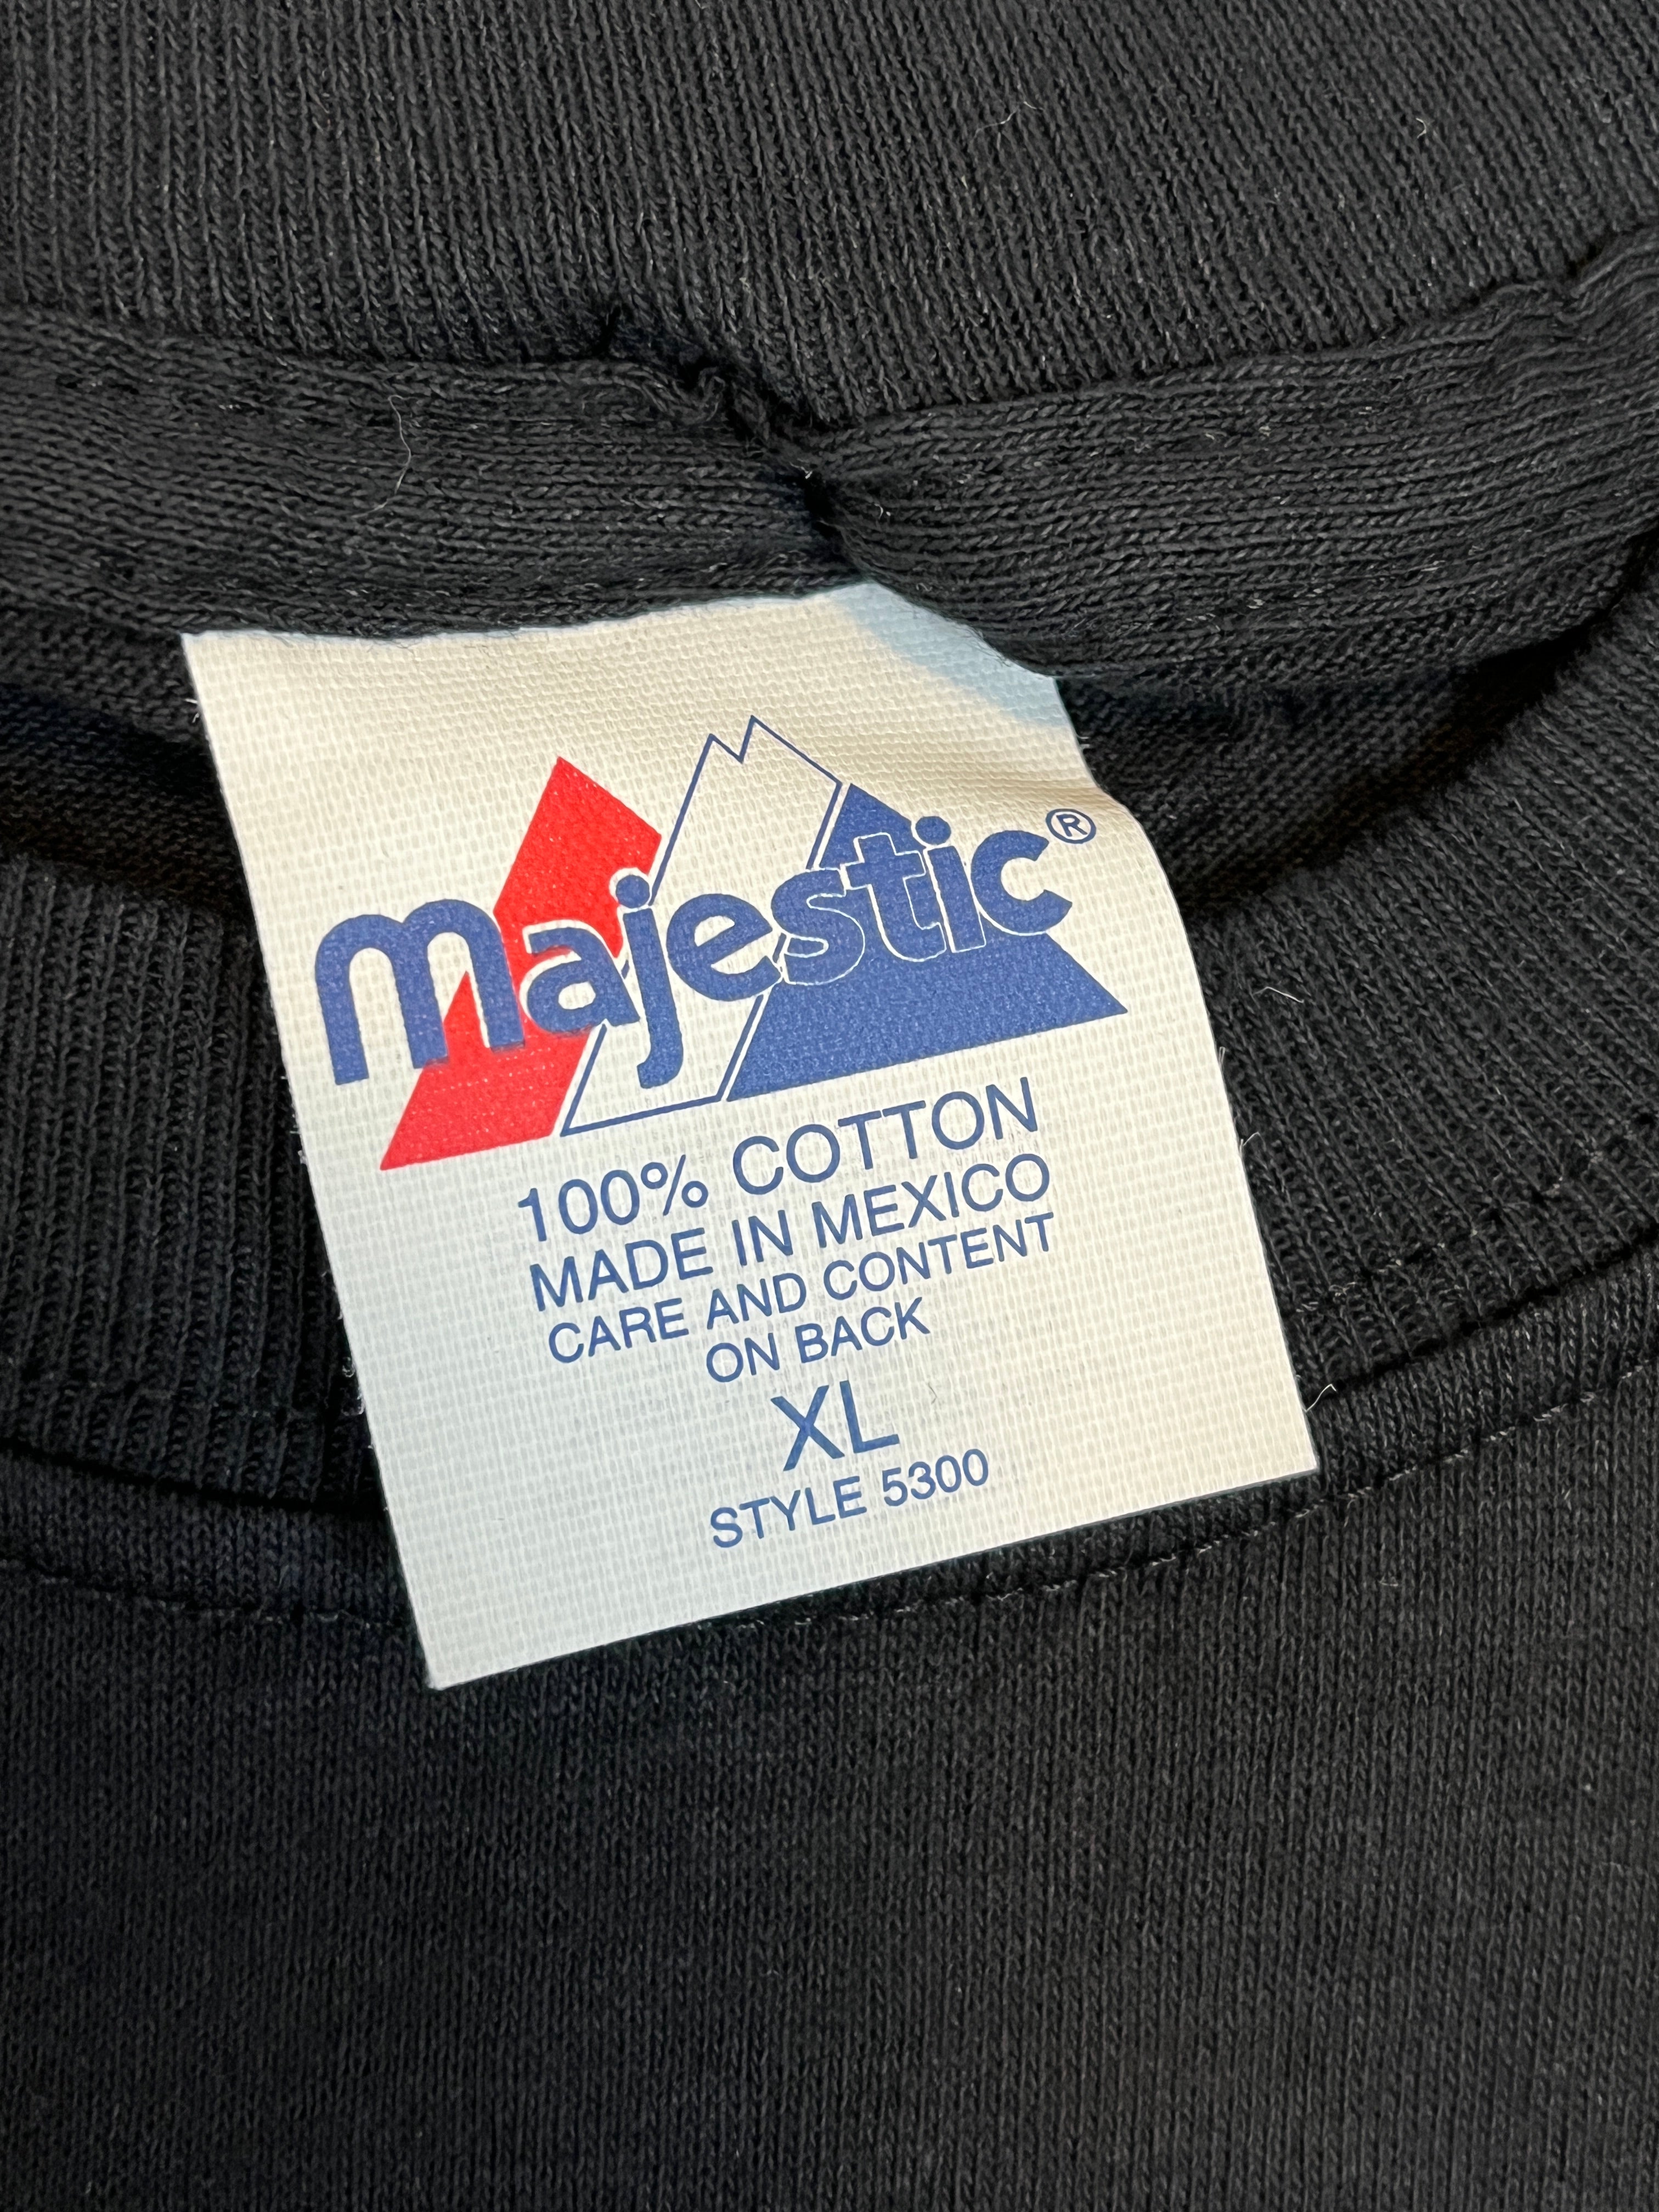 majestic®
100% COTTON
MADE IN MEXICO
CARE AND CONTENT
ON BACK
XL
STYLE 5300